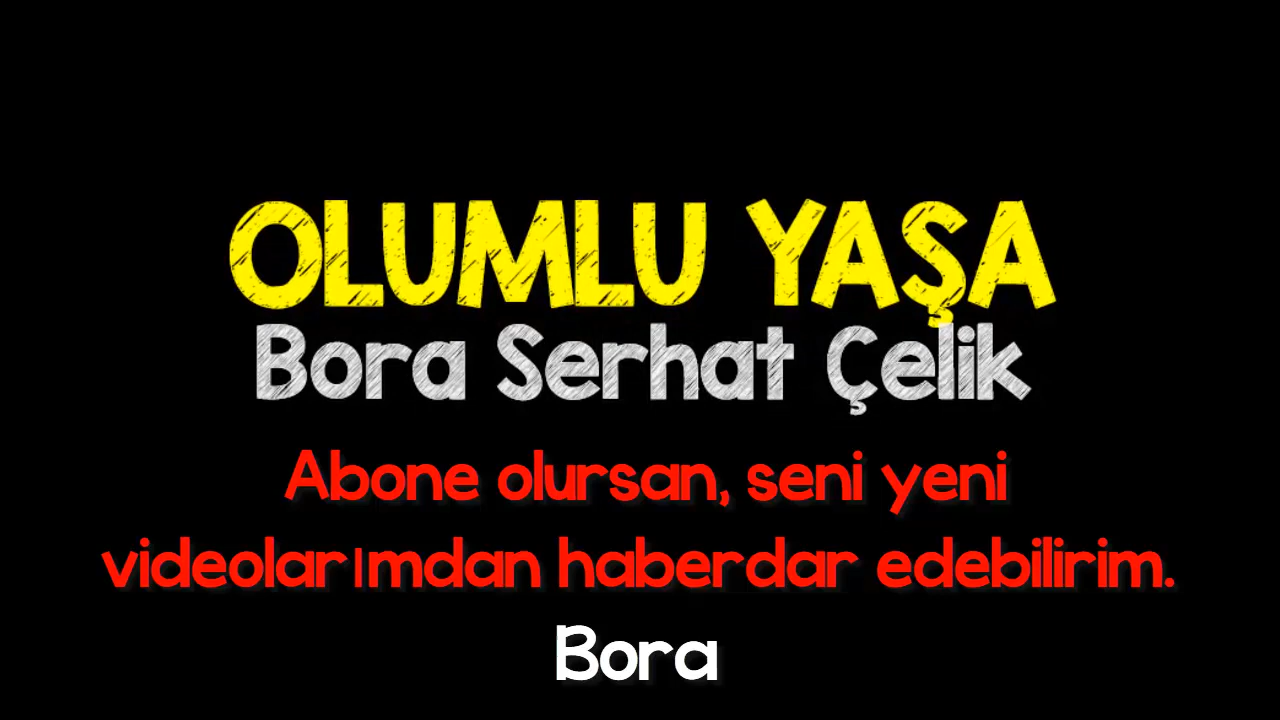 OLUMLU YAŞA
Bora Serhat Çelik
Abone olursan, seni yeni
videolarımdan haberdar edebilirim.
Bora